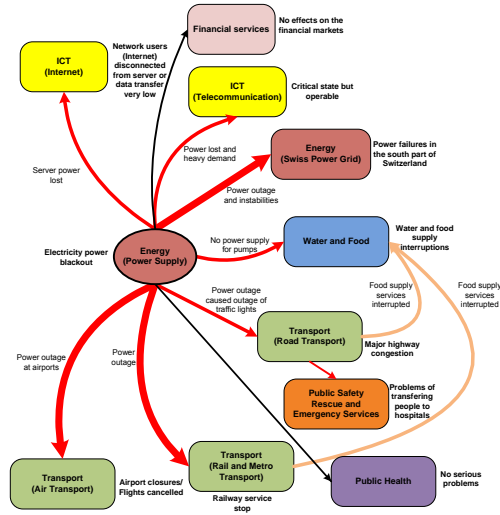 Financial services
No effects on the
financial markets
ICT
(Internet)
Network users
(Internet)
disconnected
from server or
data transfer
very low
ICT
(Telecommunication)
Critical state but
operable
Power lost and
heavy demand
Energy
(Swiss Power Grid)
Power failures in
the south part of
Switzerland
Server power
lost
Power outage
and instabilities
Electricity power
blackout
Energy
(Power Supply)
No power supply
for pumps
Water and Food
Water and food
supply
interruptions
Food supply
services
interrupted
Food supply
services
interrupted
Power outage
caused outage of
traffic lights
Transport
(Road Transport)
Major highway
congestion
Power outage
at airports
Power
outage
Public Safety
Rescue and
Emergency Services
Problems of
transfering
people to
hospitals
Transport
(Air Transport)
Airport closures/
Flights cancelled
Transport
(Rail and Metro
Transport)
Railway service
stop
Public Health
No serious
problems